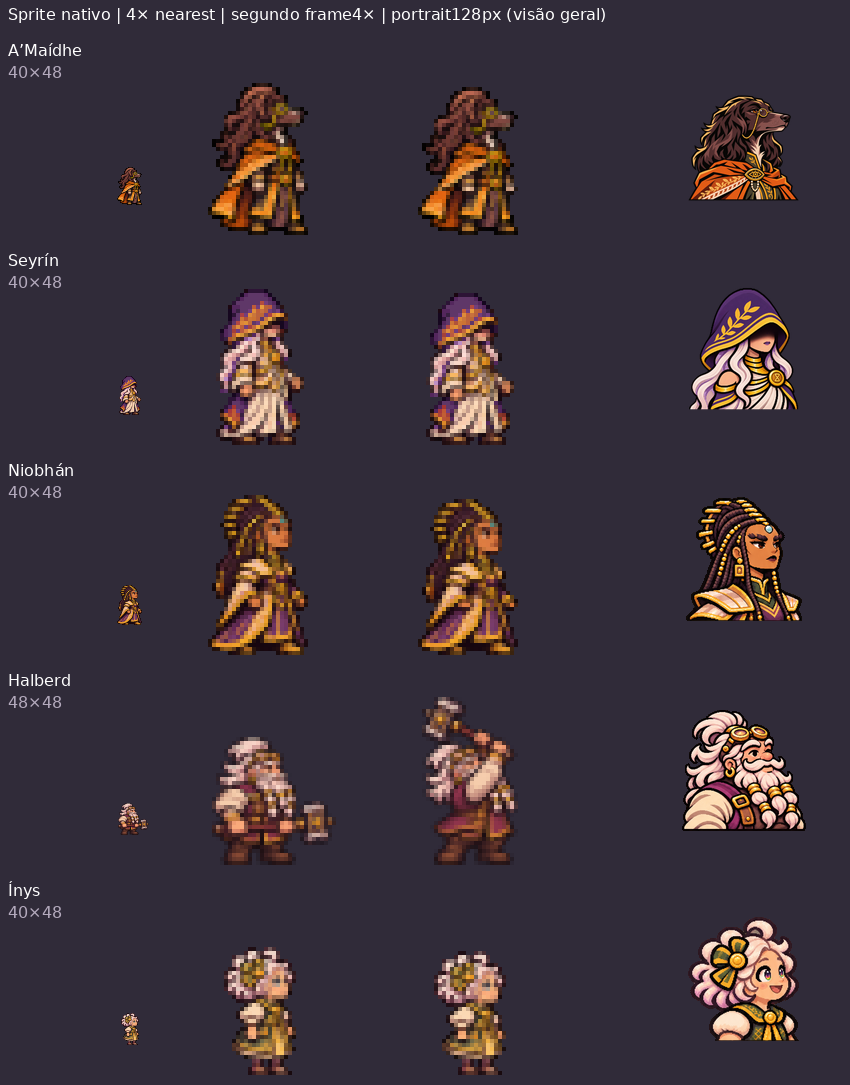 Sprite nativo | 4× nearest | segundo frame4× | portrait128px (visão geral)
A’Maídhe
40×48
Seyrín
40×48
Niobhán
40×48
Halberd
48×48
Ínys
40×48